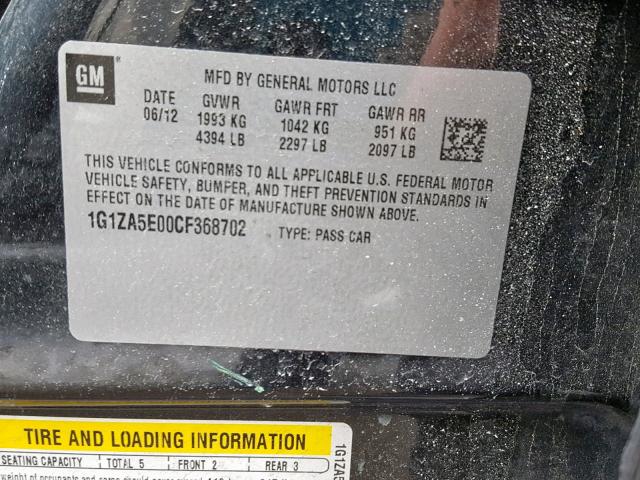 GM
MFD BY GENERAL MOTORS LLC
DATE GVWR GAWR FRT GAWR RR
06/12 1993 KG 1042 KG 951 KG
4394 LB 2297 LB 2097 LB
THIS VEHICLE CONFORMS TO ALL APPLICABLE U.S. FEDERAL MOTOR
VEHICLE SAFETY, BUMPER, AND THEFT PREVENTION STANDARDS IN
EFFECT ON THE DATE OF MANUFACTURE SHOWN ABOVE.
1G1ZA5E00CF368702 TYPE: PASS CAR
TIRE AND LOADING INFORMATION
SEATING CAPACITY TOTAL 5 FRONT 2 REAR 3
1G1ZA5